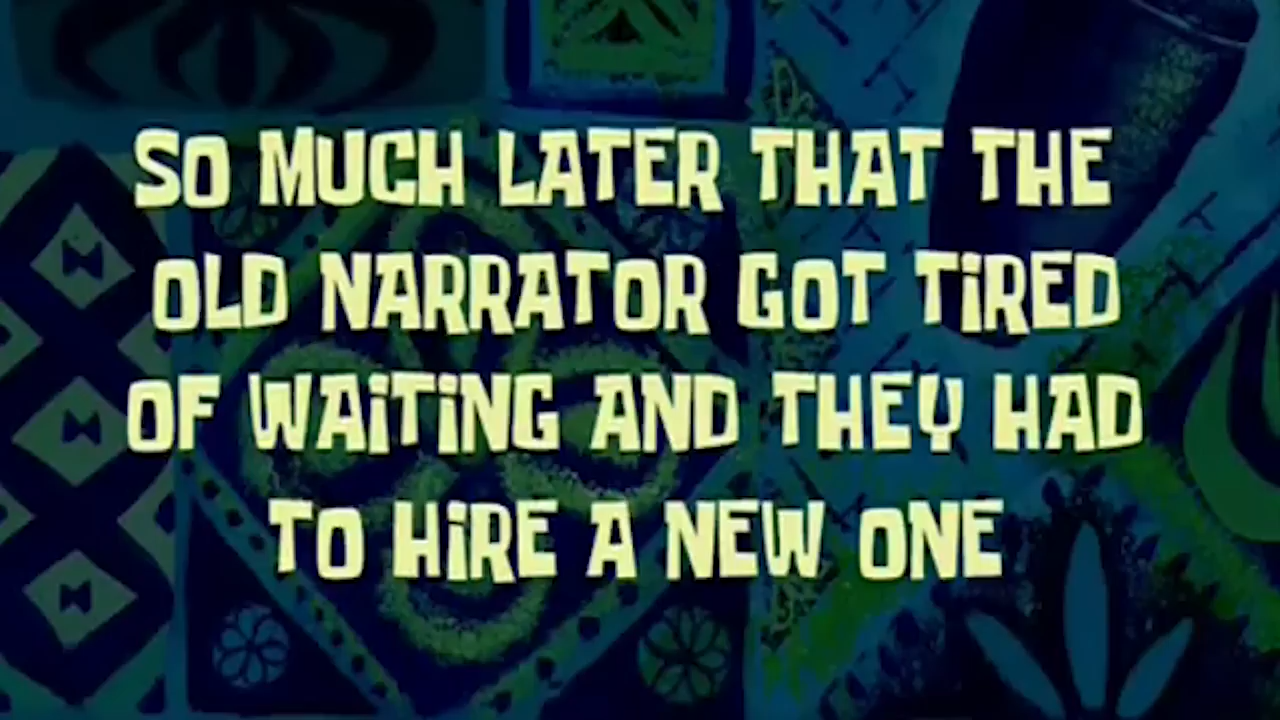 SO MUCH LATER THAT THE
OLD NARRATOR GOT TiRED
OF WAiTiNG AND THEY HAD
TO HiRE A NEW ONE